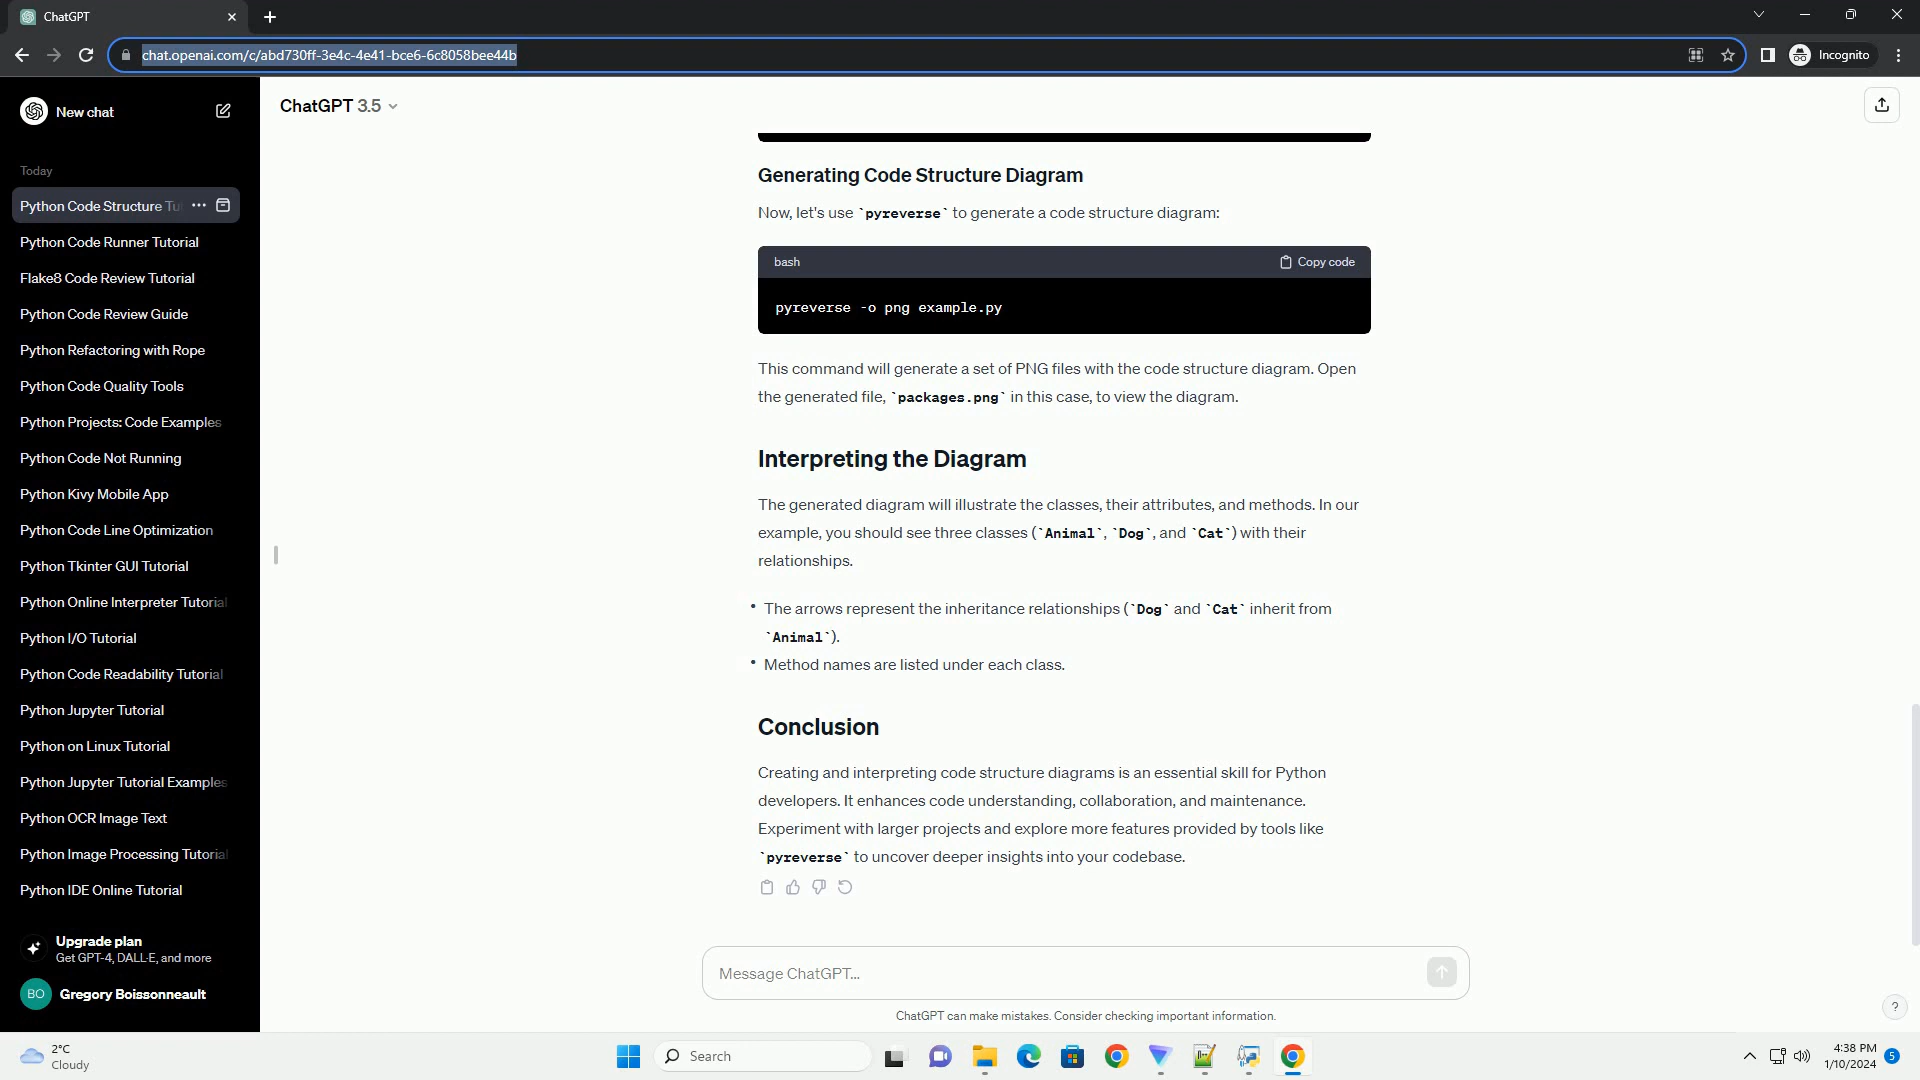 ChatGPT
chat.openai.com/c/abd730ff-3e4c-4e41-bce6-6c8058bee44b
Incognito
New chat
ChatGPT 3.5
Today
Python Code Structure Tu
Python Code Runner Tutorial
Flake8 Code Review Tutorial
Python Code Review Guide
Python Refactoring with Rope
Python Code Quality Tools
Python Projects: Code Examples
Python Code Not Running
Python Kivy Mobile App
Python Code Line Optimization
Python Tkinter GUI Tutorial
Python Online Interpreter Tutorial
Python I/O Tutorial
Python Code Readability Tutorial
Python Jupyter Tutorial
Python on Linux Tutorial
Python Jupyter Tutorial Examples
Python OCR Image Text
Python Image Processing Tutorial
Python IDE Online Tutorial
Upgrade plan
Get GPT-4, DALL·E, and more
BO
Gregory Boissonneault
Generating Code Structure Diagram
Now, let's use `pyreverse` to generate a code structure diagram:
bash
Copy code
pyreverse -o png example.py
This command will generate a set of PNG files with the code structure diagram. Open
the generated file, `packages.png` in this case, to view the diagram.
Interpreting the Diagram
The generated diagram will illustrate the classes, their attributes, and methods. In our
example, you should see three classes (`Animal`, `Dog`, and `Cat`) with their
relationships.
• The arrows represent the inheritance relationships (`Dog` and `Cat` inherit from
`Animal`).
• Method names are listed under each class.
Conclusion
Creating and interpreting code structure diagrams is an essential skill for Python
developers. It enhances code understanding, collaboration, and maintenance.
Experiment with larger projects and explore more features provided by tools like
`pyreverse` to uncover deeper insights into your codebase.
Message ChatGPT...
ChatGPT can make mistakes. Consider checking important information.
?
2°C
Cloudy
Search
4:38 PM
1/10/2024
5